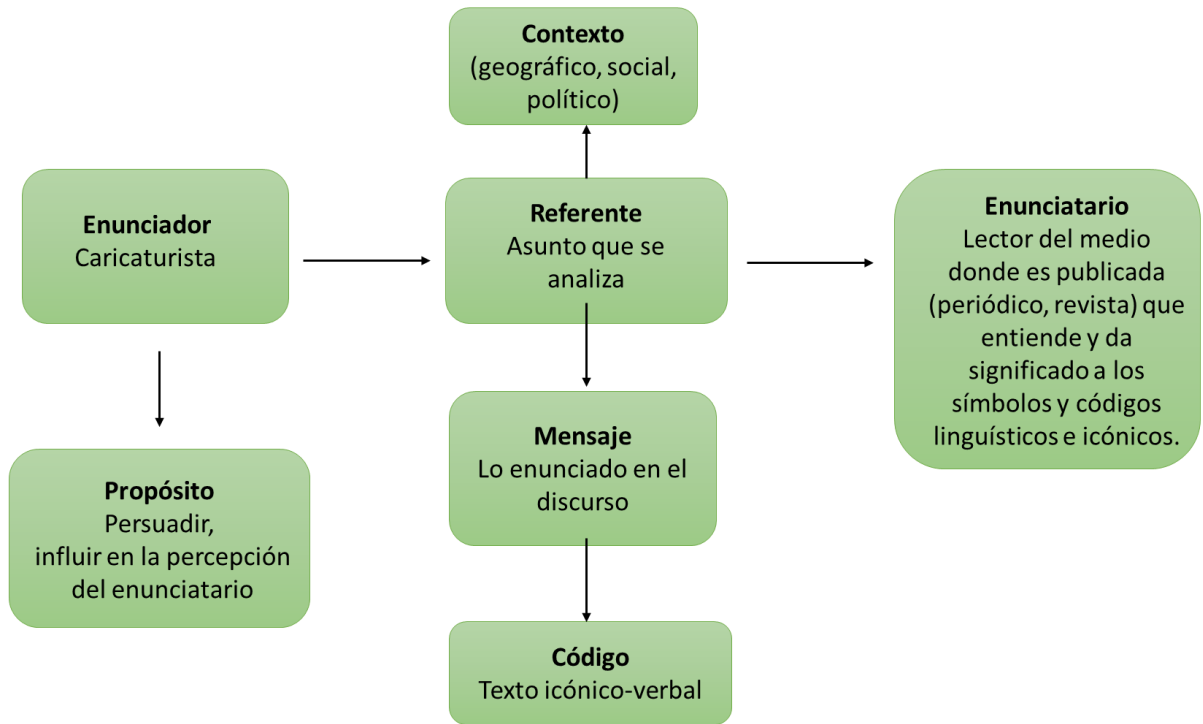 Contexto
(geográfico, social,
político)
Enunciador
Caricaturista
Referente
Asunto que se
analiza
Enunciatario
Lector del medio
donde es publicada
(periódico, revista) que
entiende y da
significado a los
símbolos y códigos
linguísticos e icónicos.
Propósito
Persuadir,
influir en la percepción
del enunciatario
Mensaje
Lo enunciado en el
discurso
Código
Texto icónico-verbal